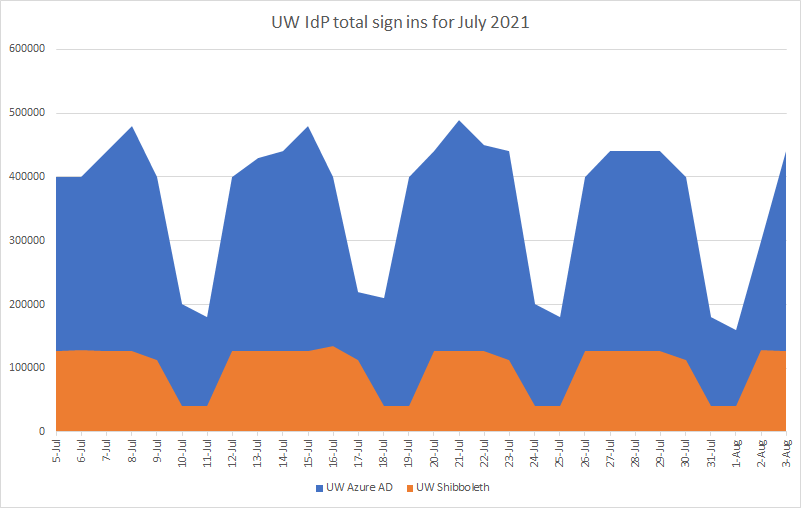 UW IdP total sign ins for July 2021
600000
500000
400000
300000
200000
100000
0
5-Jul 6-Jul 7-Jul 8-Jul 9-Jul 10-Jul 11-Jul 12-Jul 13-Jul 14-Jul 15-Jul 16-Jul 17-Jul 18-Jul 19-Jul 20-Jul 21-Jul 22-Jul 23-Jul 24-Jul 25-Jul 26-Jul 27-Jul 28-Jul 29-Jul 30-Jul 31-Jul 1-Aug 2-Aug 3-Aug
UW Azure AD UW Shibboleth